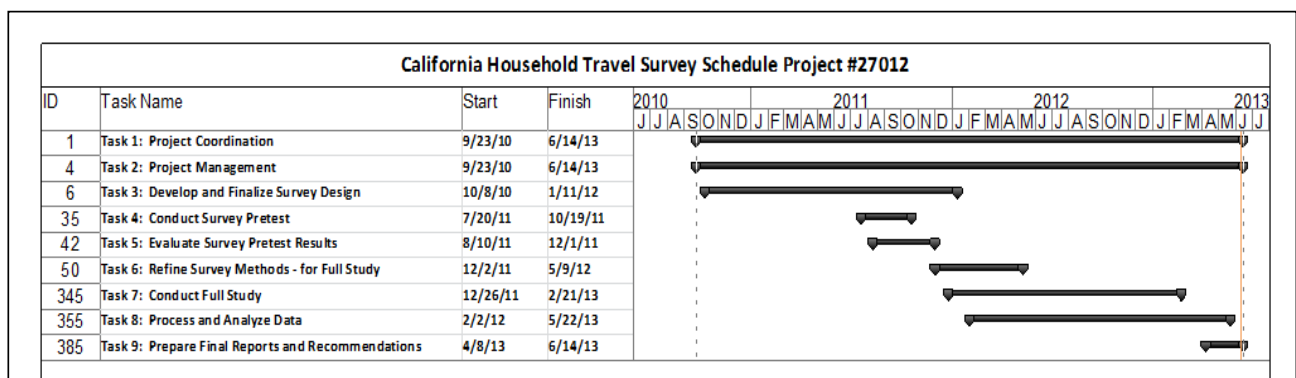 California Household Travel Survey Schedule Project #27012
ID Task Name Start Finish 2010 2011 2012 2013
J J A S O N D J F M A M J J A S O N D J F M A M J J A S O N D J F M A M J J
1 Task 1: Project Coordination 9/23/10 6/14/13
4 Task 2: Project Management 9/23/10 6/14/13
6 Task 3: Develop and Finalize Survey Design 10/8/10 1/11/12
35 Task 4: Conduct Survey Pretest 7/20/11 10/19/11
42 Task 5: Evaluate Survey Pretest Results 8/10/11 12/1/11
50 Task 6: Refine Survey Methods - for Full Study 12/2/11 5/9/12
345 Task 7: Conduct Full Study 12/26/11 2/21/13
355 Task 8: Process and Analyze Data 2/2/12 5/22/13
385 Task 9: Prepare Final Reports and Recommendations 4/8/13 6/14/13